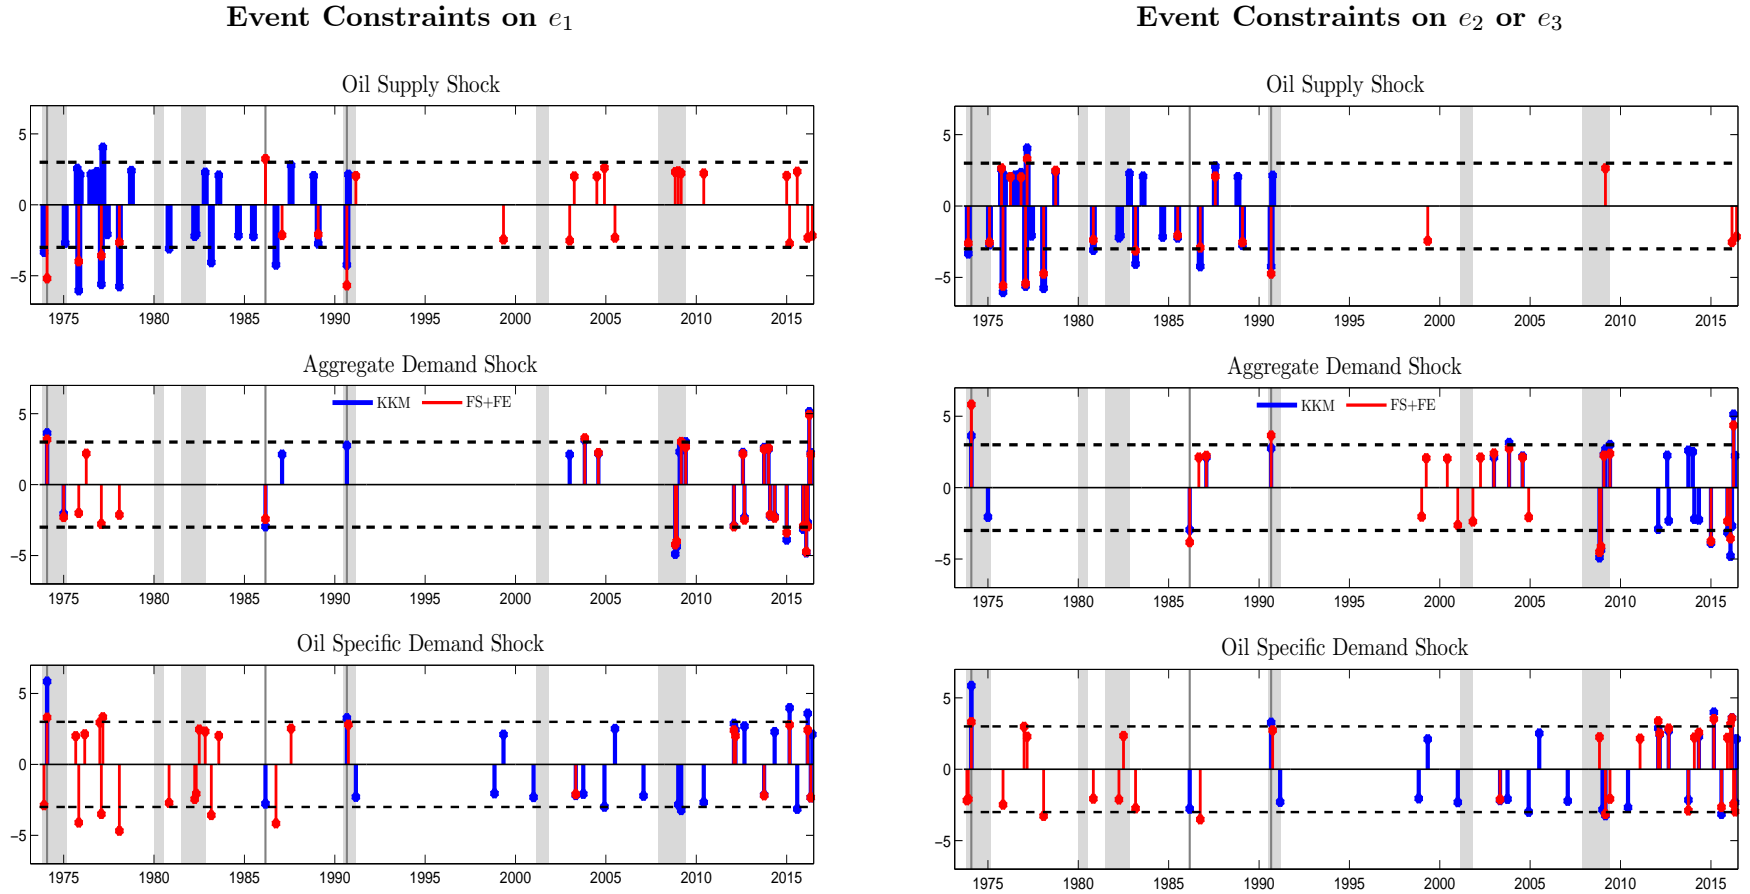 Event Constraints on e1
Event Constraints on e2 or e3
Oil Supply Shock
5
0
−5
1975 1980 1985 1990 1995 2000 2005 2010 2015
Aggregate Demand Shock
KKM FS+FE
5
0
−5
1975 1980 1985 1990 1995 2000 2005 2010 2015
Oil Specific Demand Shock
5
0
−5
1975 1980 1985 1990 1995 2000 2005 2010 2015
Oil Supply Shock
5
0
−5
1975 1980 1985 1990 1995 2000 2005 2010 2015
Aggregate Demand Shock
KKM FS+FE
5
0
−5
1975 1980 1985 1990 1995 2000 2005 2010 2015
Oil Specific Demand Shock
5
0
−5
1975 1980 1985 1990 1995 2000 2005 2010 2015